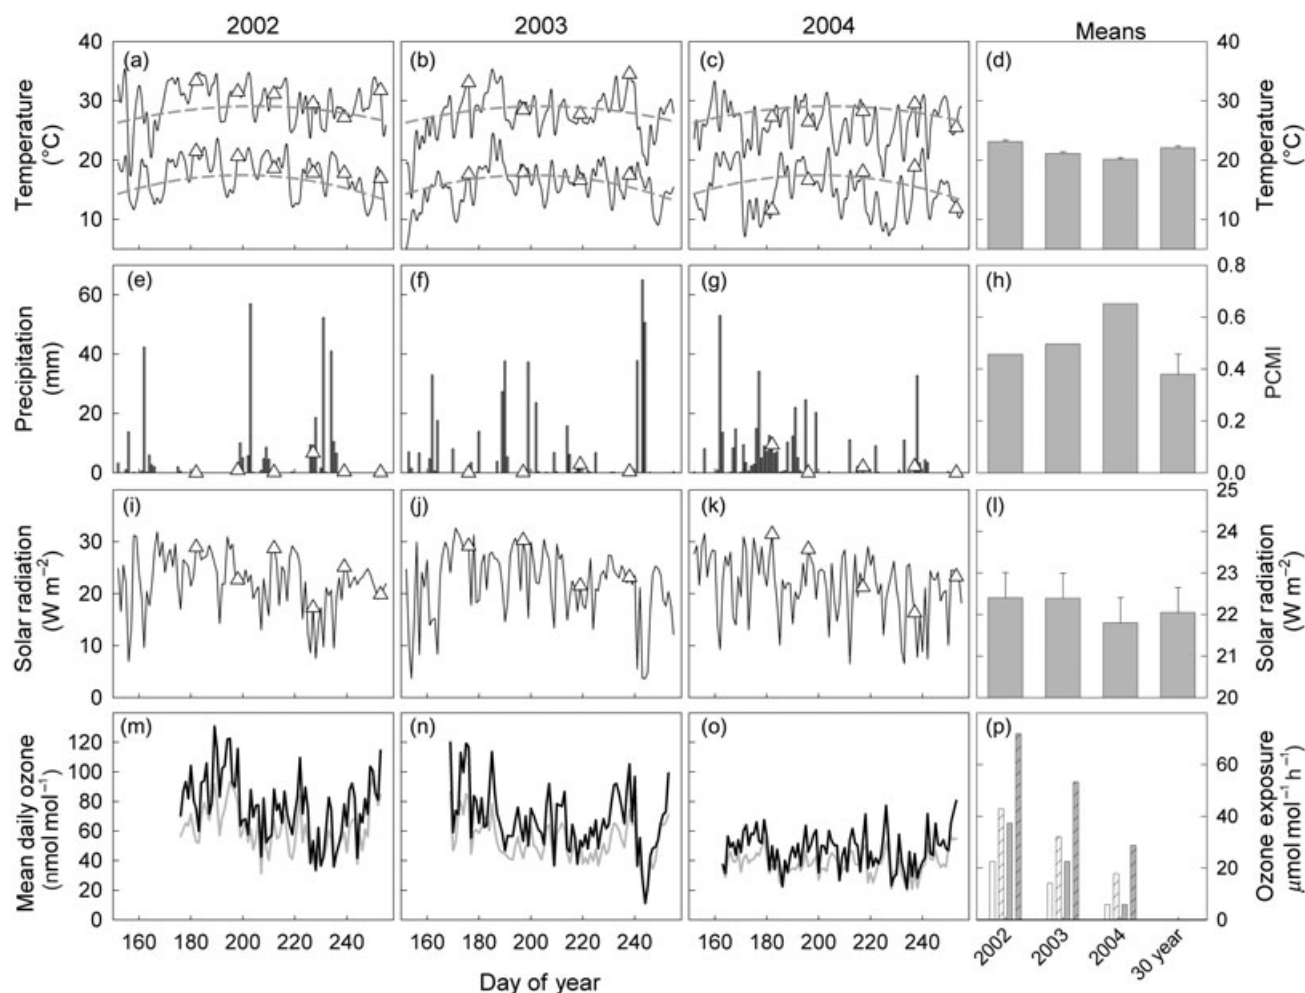 2002 2003 2004 Means
Temperature
(°C)
40
30
20
10
(a) (b) (c) (d)
40
30
20
10
Temperature
(°C)
Precipitation
(mm)
60
40
20
0
(e) (f) (g) (h)
0.8
0.6
0.4
0.2
0.0
PCMI
Solar radiation
(W m⁻²)
30
20
10
0
(i) (j) (k) (l)
25
24
23
22
21
20
Solar radiation
(W m⁻²)
Mean daily ozone
(nmol mol⁻¹)
120
100
80
60
40
20
0
(m) (n) (o) (p)
60
40
20
0
Ozone exposure
μmol mol⁻¹ h⁻¹
160 180 200 220 240 160 180 200 220 240 160 180 200 220 240
2002 2003 2004 30 year
Day of year